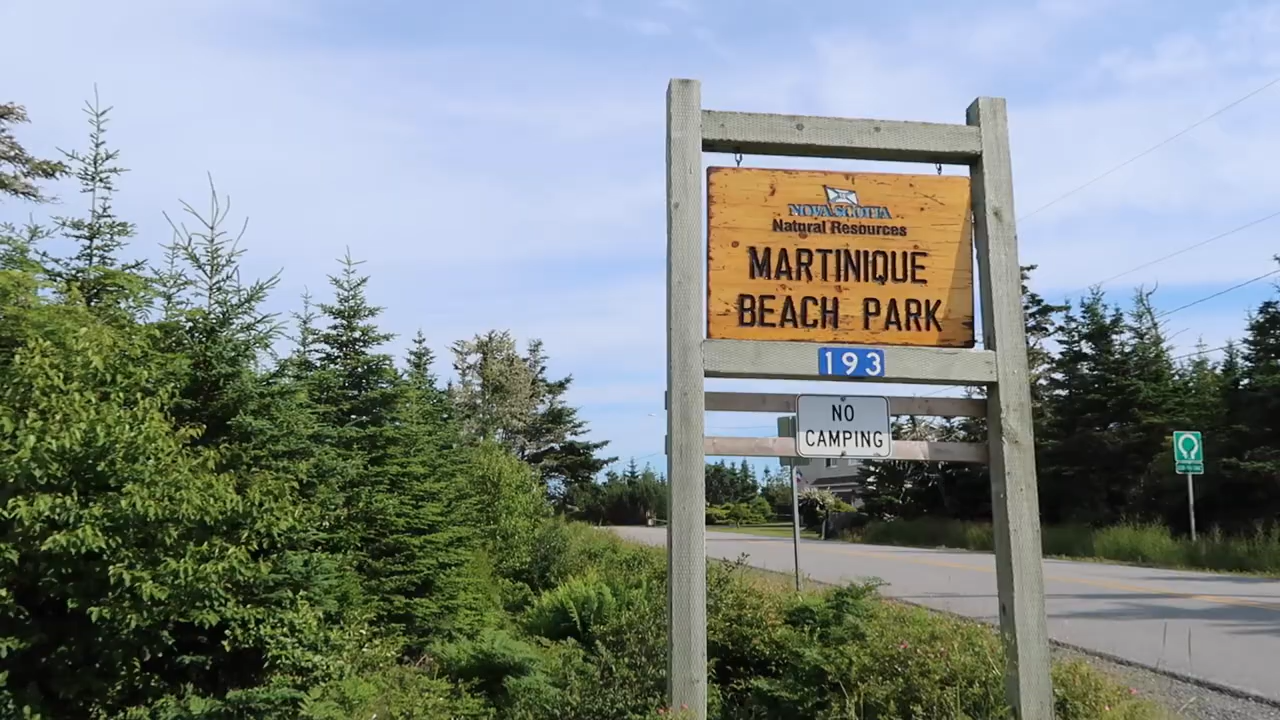 NOVA SCOTIA
Natural Resources
MARTINIQUE
BEACH PARK
193
NO
CAMPING